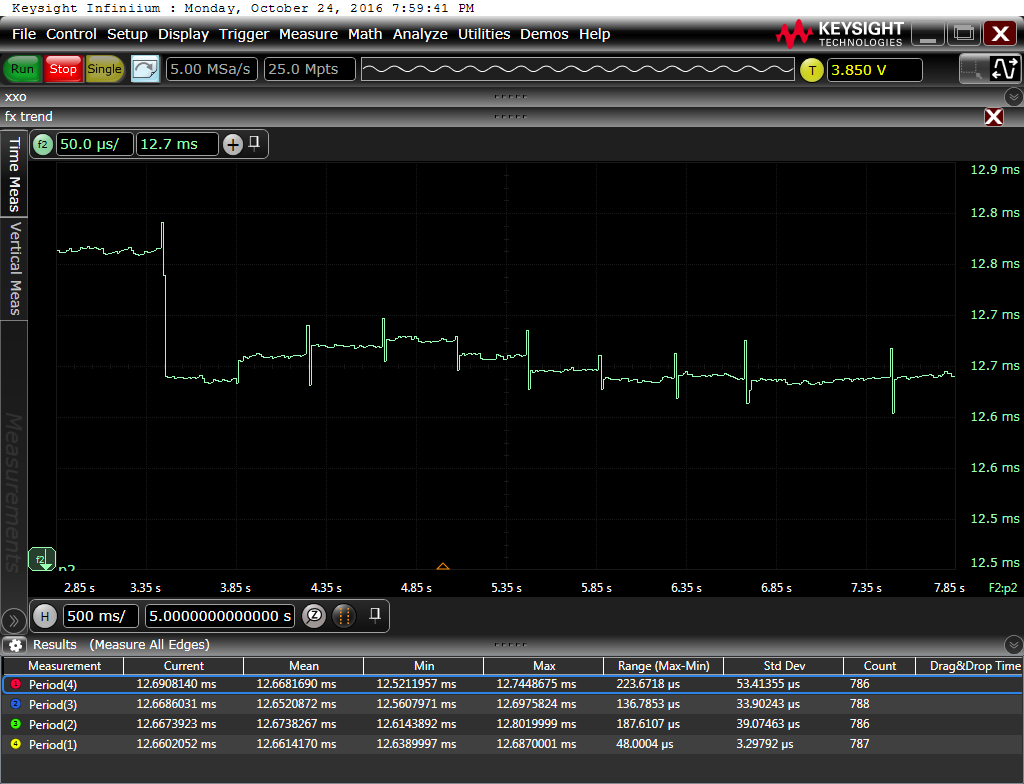 Keysight Infiniium : Monday, October 24, 2016 7:59:41 PM
File Control Setup Display Trigger Measure Math Analyze Utilities Demos Help
KEYSIGHT
TECHNOLOGIES
Run Stop Single 5.00 MSa/s 25.0 Mpts T 3.850 V
xxo
fx trend
Time Meas
Vertical Meas
Measurements
f2 50.0 µs/ 12.7 ms
12.9 ms
12.8 ms
12.8 ms
12.7 ms
12.7 ms
12.6 ms
12.6 ms
12.5 ms
12.5 ms
f2 p2
2.85 s 3.35 s 3.85 s 4.35 s 4.85 s 5.35 s 5.85 s 6.35 s 6.85 s 7.35 s 7.85 s F2:p2
H 500 ms/ 5.0000000000000 s Z
Results (Measure All Edges)
Measurement Current Mean Min Max Range (Max-Min) Std Dev Count Drag&Drop Time
1 Period(4) 12.6908140 ms 12.6681690 ms 12.5211957 ms 12.7448675 ms 223.6718 µs 53.41355 µs 786
2 Period(3) 12.6686031 ms 12.6520872 ms 12.5607971 ms 12.6975824 ms 136.7853 µs 33.90243 µs 788
3 Period(2) 12.6673923 ms 12.6738267 ms 12.6143892 ms 12.8019999 ms 187.6107 µs 39.07463 µs 786
4 Period(1) 12.6602052 ms 12.6614170 ms 12.6389997 ms 12.6870001 ms 48.0004 µs 3.29792 µs 787